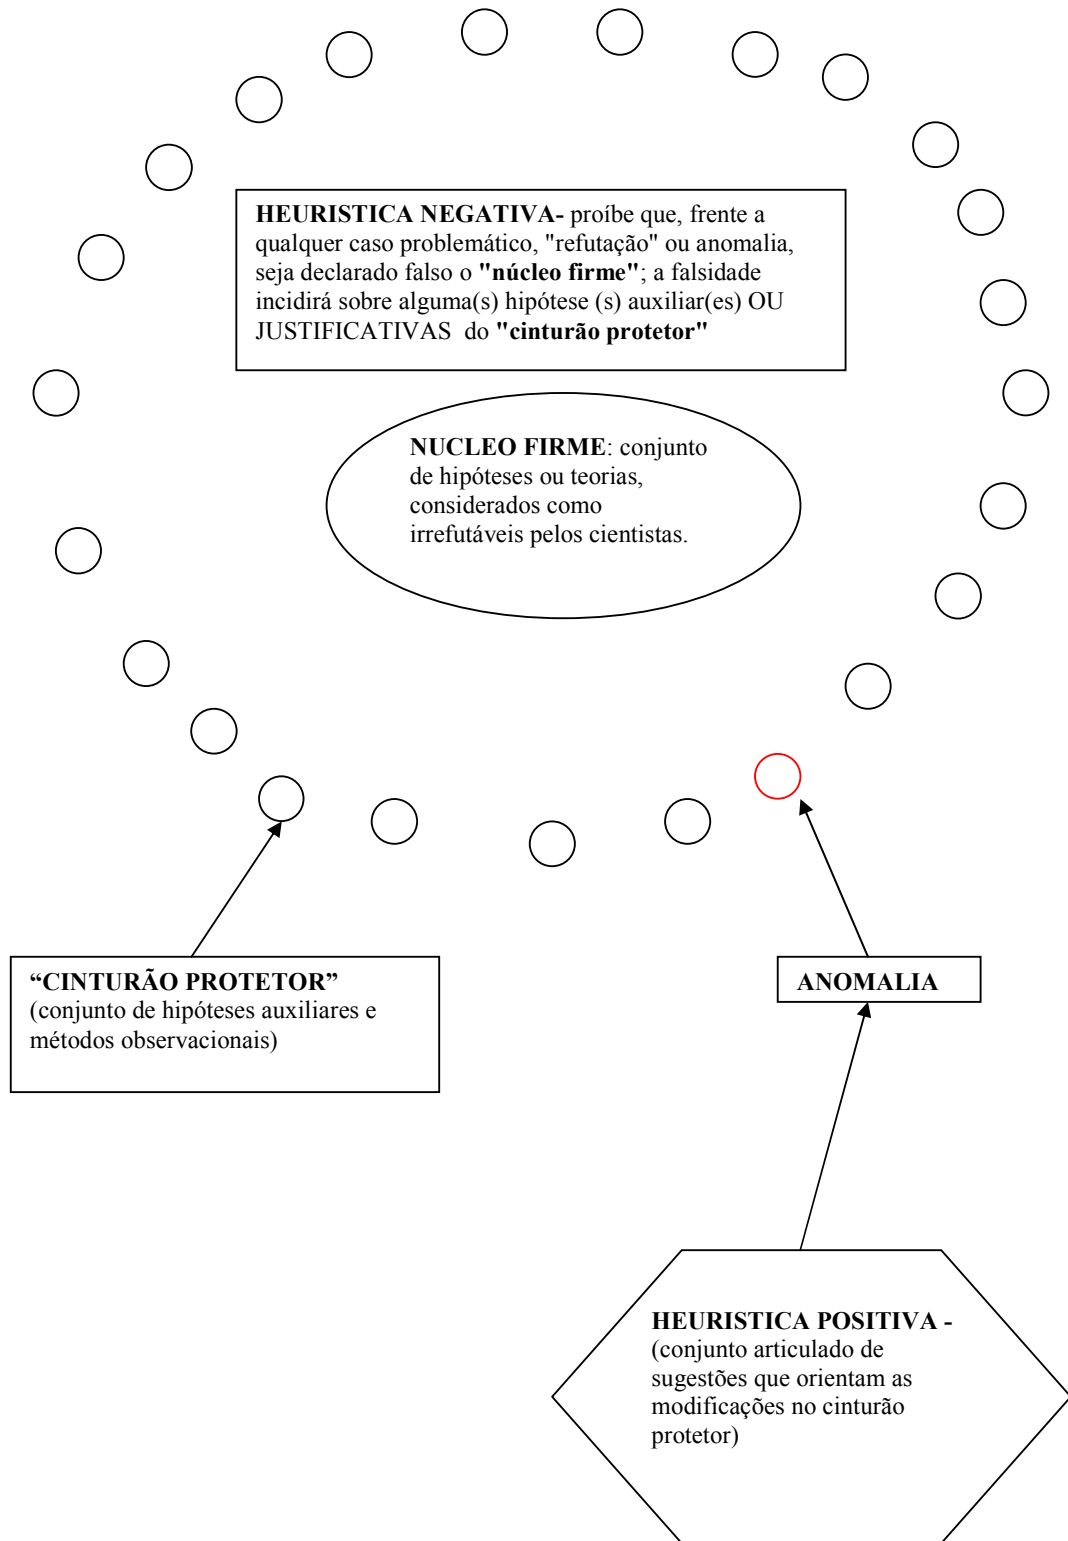 HEURISTICA NEGATIVA- proíbe que, frente a
qualquer caso problemático, "refutação" ou anomalia,
seja declarado falso o "núcleo firme"; a falsidade
incidirá sobre alguma(s) hipótese (s) auxiliar(es) OU
JUSTIFICATIVAS do "cinturão protetor"
NUCLEO FIRME: conjunto
de hipóteses ou teorias,
considerados como
irrefutáveis pelos cientistas.
“CINTURÃO PROTETOR”
(conjunto de hipóteses auxiliares e
métodos observacionais)
ANOMALIA
HEURISTICA POSITIVA -
(conjunto articulado de
sugestões que orientam as
modificações no cinturão
protetor)